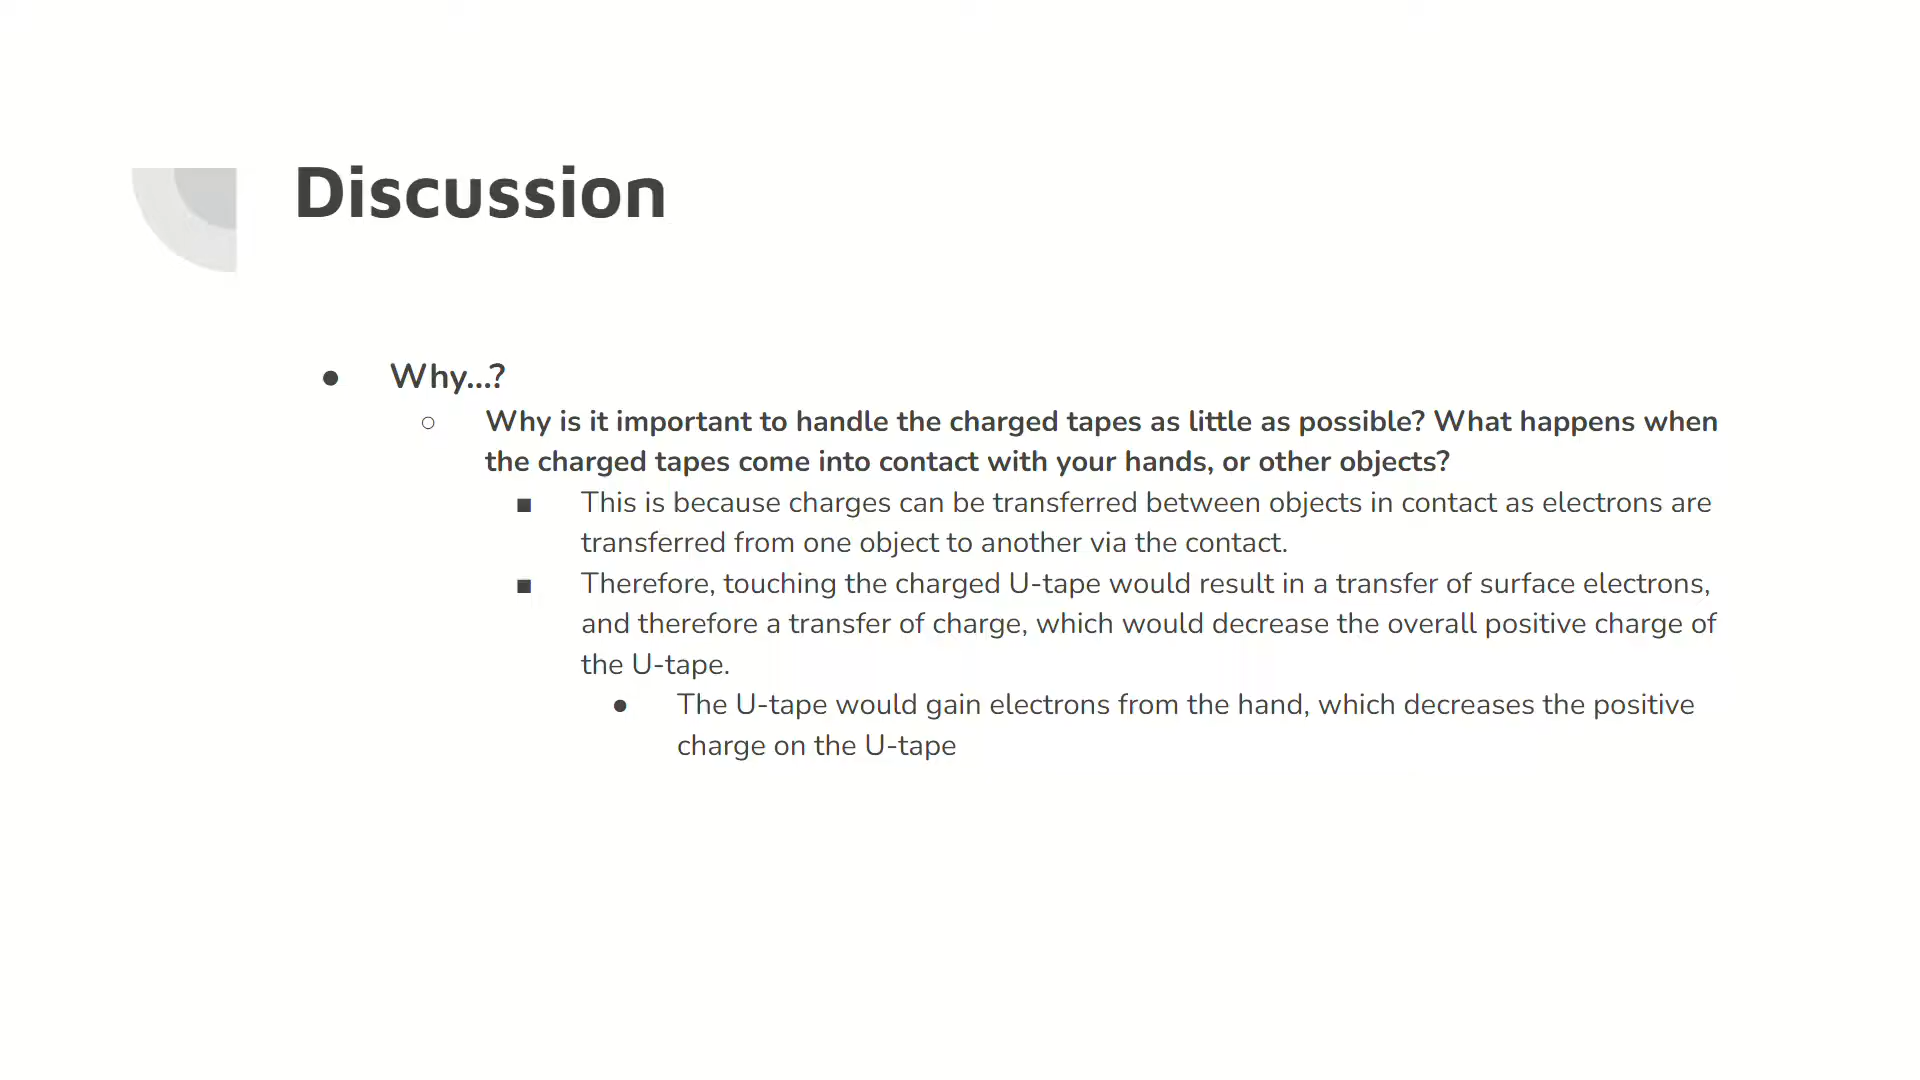 Discussion
● Why...?
○ Why is it important to handle the charged tapes as little as possible? What happens when
the charged tapes come into contact with your hands, or other objects?
■ This is because charges can be transferred between objects in contact as electrons are
transferred from one object to another via the contact.
■ Therefore, touching the charged U-tape would result in a transfer of surface electrons,
and therefore a transfer of charge, which would decrease the overall positive charge of
the U-tape.
● The U-tape would gain electrons from the hand, which decreases the positive
charge on the U-tape